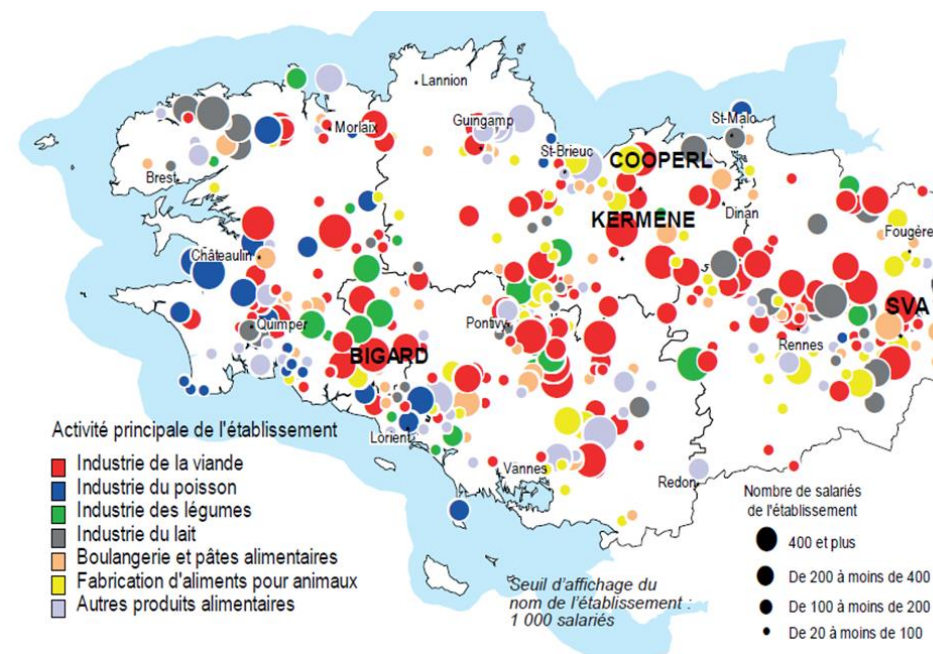 Lannion
Morlaix
Guingamp
St-Malo
St-Brieuc
COOPERL
Brest
Dinan
KERMENE
Fougère
Châteaulin
SVA
Pontivy
Quimper
Rennes
BIGARD
Lorient
Vannes
Redon
Activité principale de l'établissement
Industrie de la viande
Industrie du poisson
Industrie des légumes
Industrie du lait
Boulangerie et pâtes alimentaires
Fabrication d'aliments pour animaux
Autres produits alimentaires
Seuil d'affichage du
nom de l'établissement :
1 000 salariés
Nombre de salariés
de l'établissement
400 et plus
De 200 à moins de 400
De 100 à moins de 200
De 20 à moins de 100